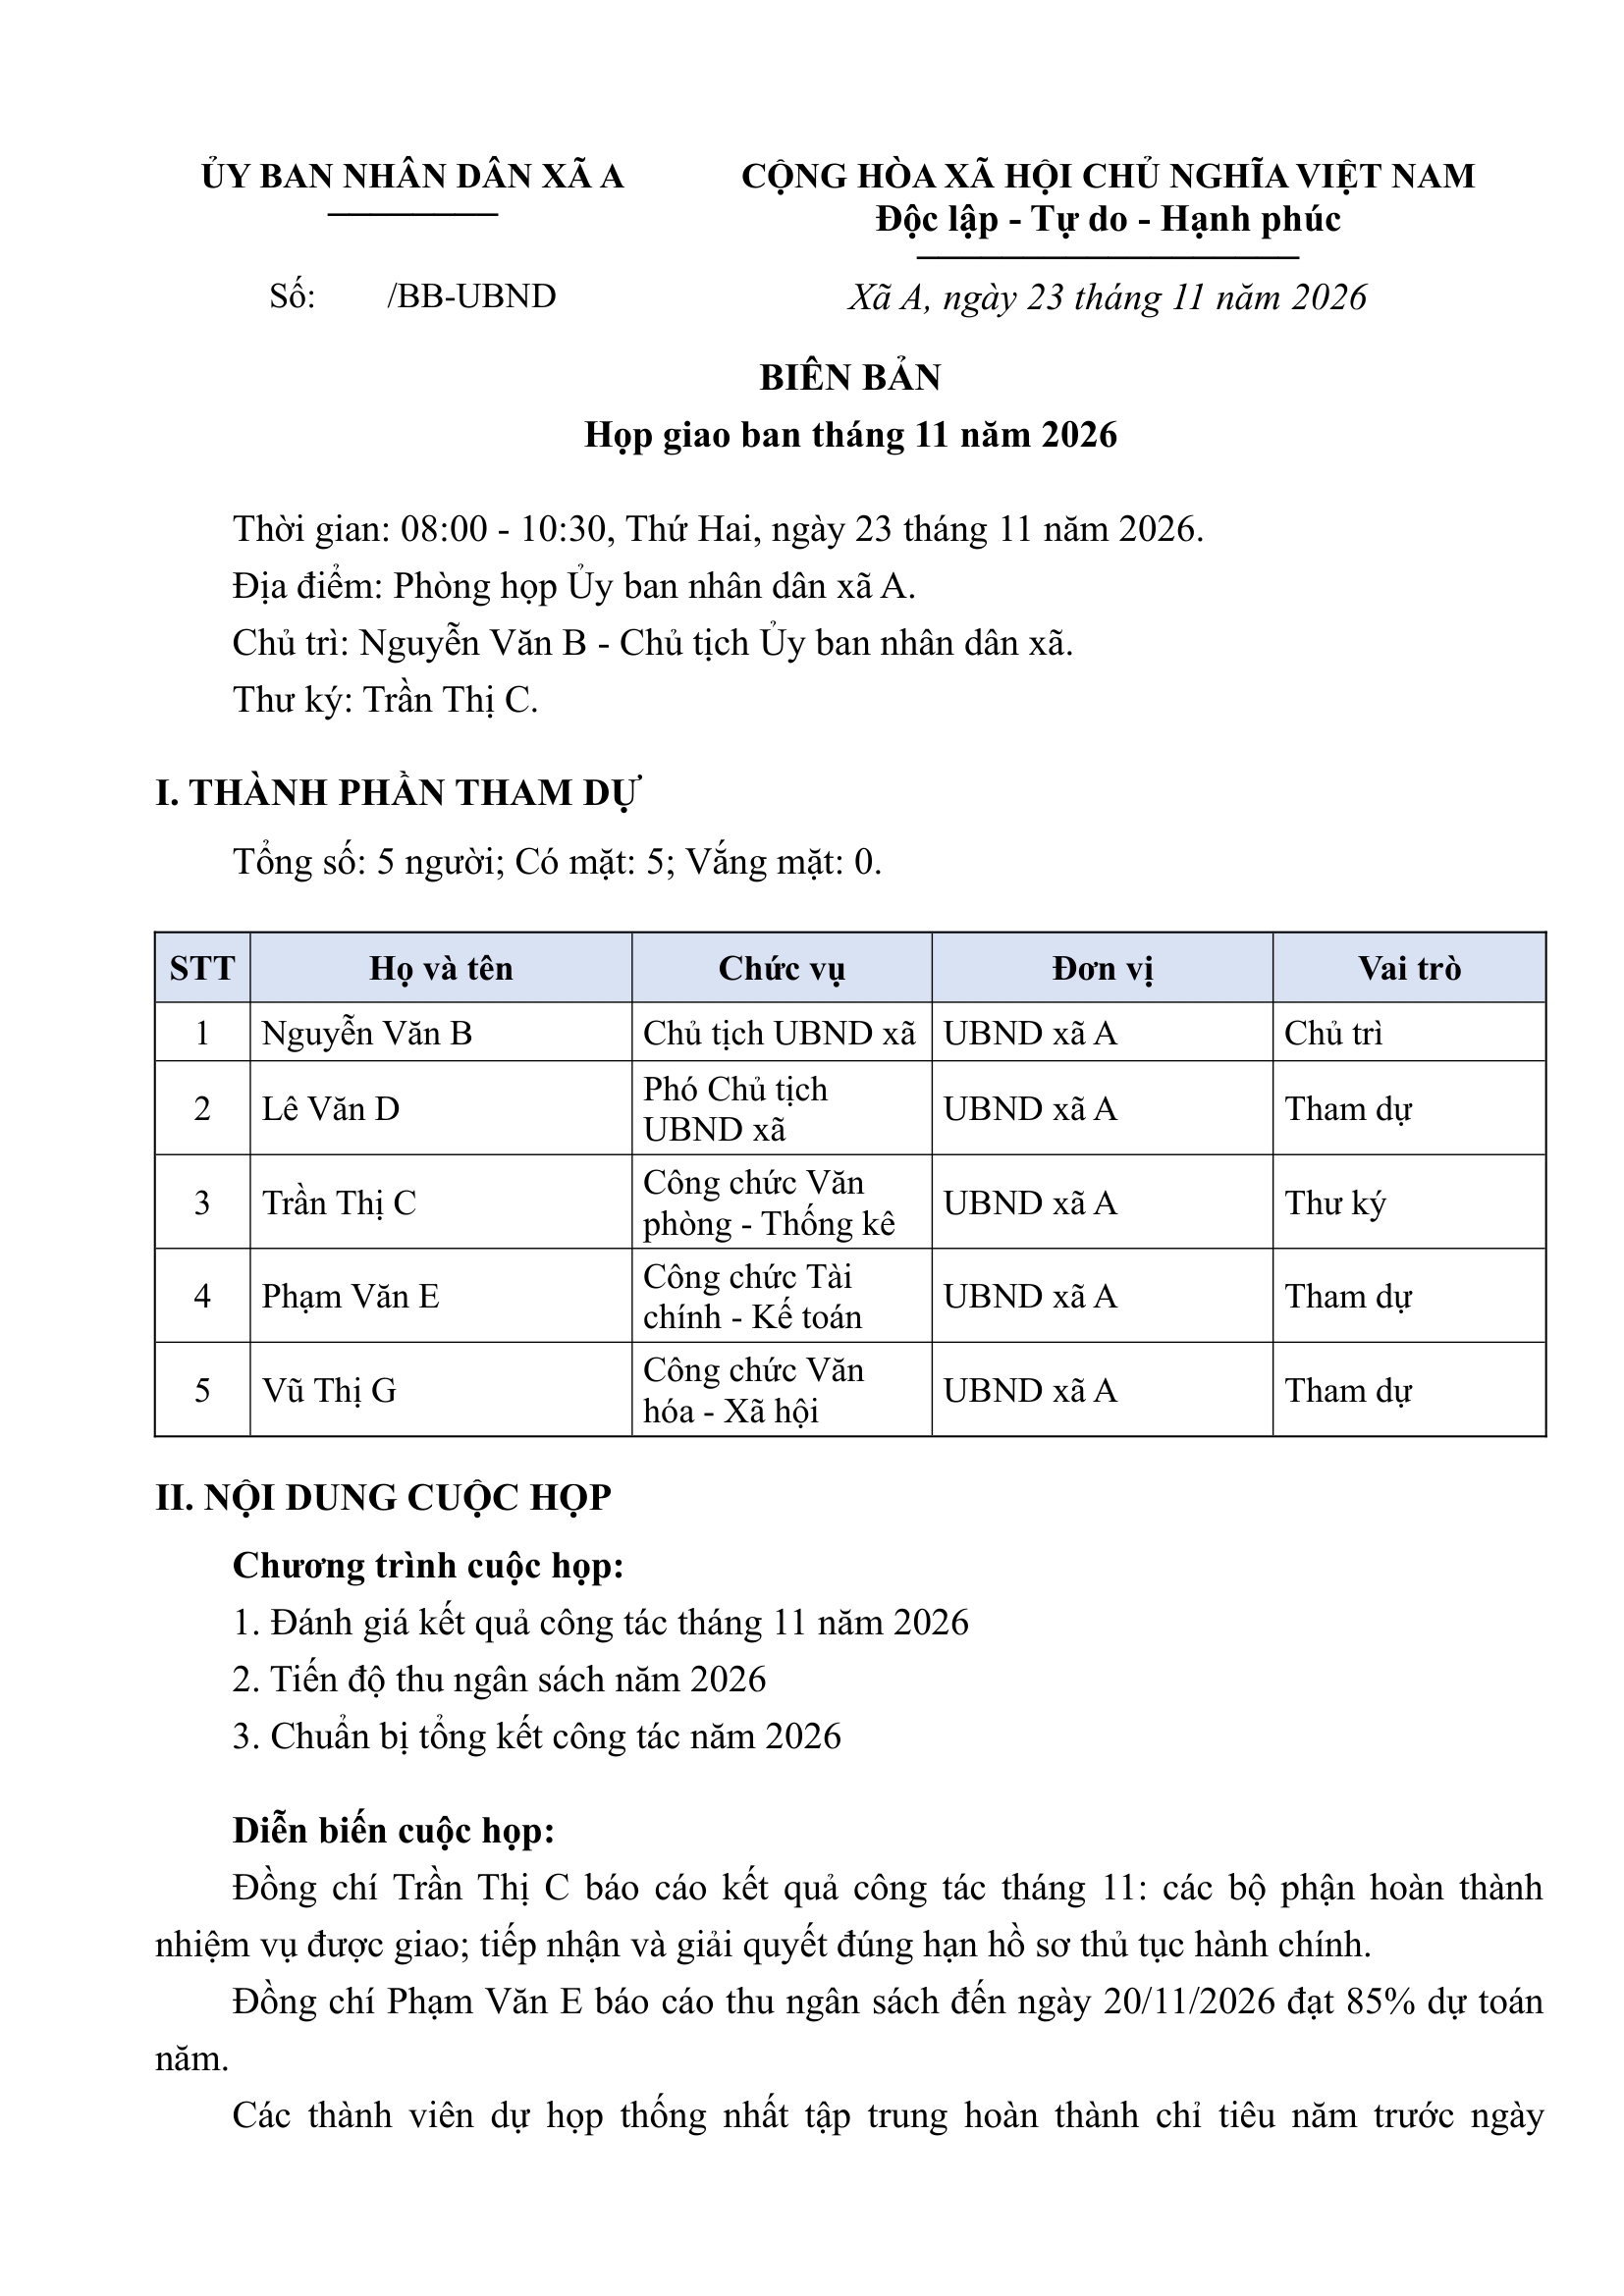 ỦY BAN NHÂN DÂN XÃ A
CỘNG HÒA XÃ HỘI CHỦ NGHĨA VIỆT NAM
Độc lập - Tự do - Hạnh phúc
Số: /BB-UBND
Xã A, ngày 23 tháng 11 năm 2026
BIÊN BẢN
Họp giao ban tháng 11 năm 2026
Thời gian: 08:00 - 10:30, Thứ Hai, ngày 23 tháng 11 năm 2026.
Địa điểm: Phòng họp Ủy ban nhân dân xã A.
Chủ trì: Nguyễn Văn B - Chủ tịch Ủy ban nhân dân xã.
Thư ký: Trần Thị C.
I. THÀNH PHẦN THAM DỰ
Tổng số: 5 người; Có mặt: 5; Vắng mặt: 0.
STT Họ và tên Chức vụ Đơn vị Vai trò
1 Nguyễn Văn B Chủ tịch UBND xã UBND xã A Chủ trì
2 Lê Văn D Phó Chủ tịch
UBND xã UBND xã A Tham dự
3 Trần Thị C Công chức Văn
phòng - Thống kê UBND xã A Thư ký
4 Phạm Văn E Công chức Tài
chính - Kế toán UBND xã A Tham dự
5 Vũ Thị G Công chức Văn
hóa - Xã hội UBND xã A Tham dự
II. NỘI DUNG CUỘC HỌP
Chương trình cuộc họp:
1. Đánh giá kết quả công tác tháng 11 năm 2026
2. Tiến độ thu ngân sách năm 2026
3. Chuẩn bị tổng kết công tác năm 2026
Diễn biến cuộc họp:
Đồng chí Trần Thị C báo cáo kết quả công tác tháng 11: các bộ phận hoàn thành
nhiệm vụ được giao; tiếp nhận và giải quyết đúng hạn hồ sơ thủ tục hành chính.
Đồng chí Phạm Văn E báo cáo thu ngân sách đến ngày 20/11/2026 đạt 85% dự toán
năm.
Các thành viên dự họp thống nhất tập trung hoàn thành chỉ tiêu năm trước ngày